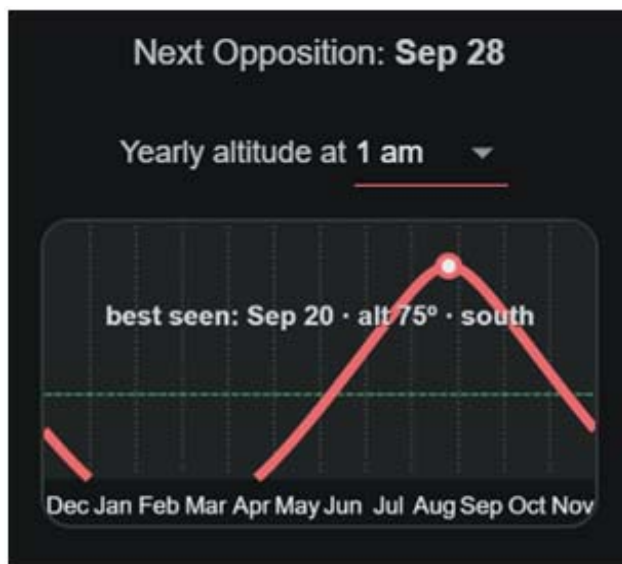 Next Opposition: Sep 28
Yearly altitude at 1 am
best seen: Sep 20 · alt 75º · south
Dec Jan Feb Mar Apr May Jun Jul Aug Sep Oct Nov